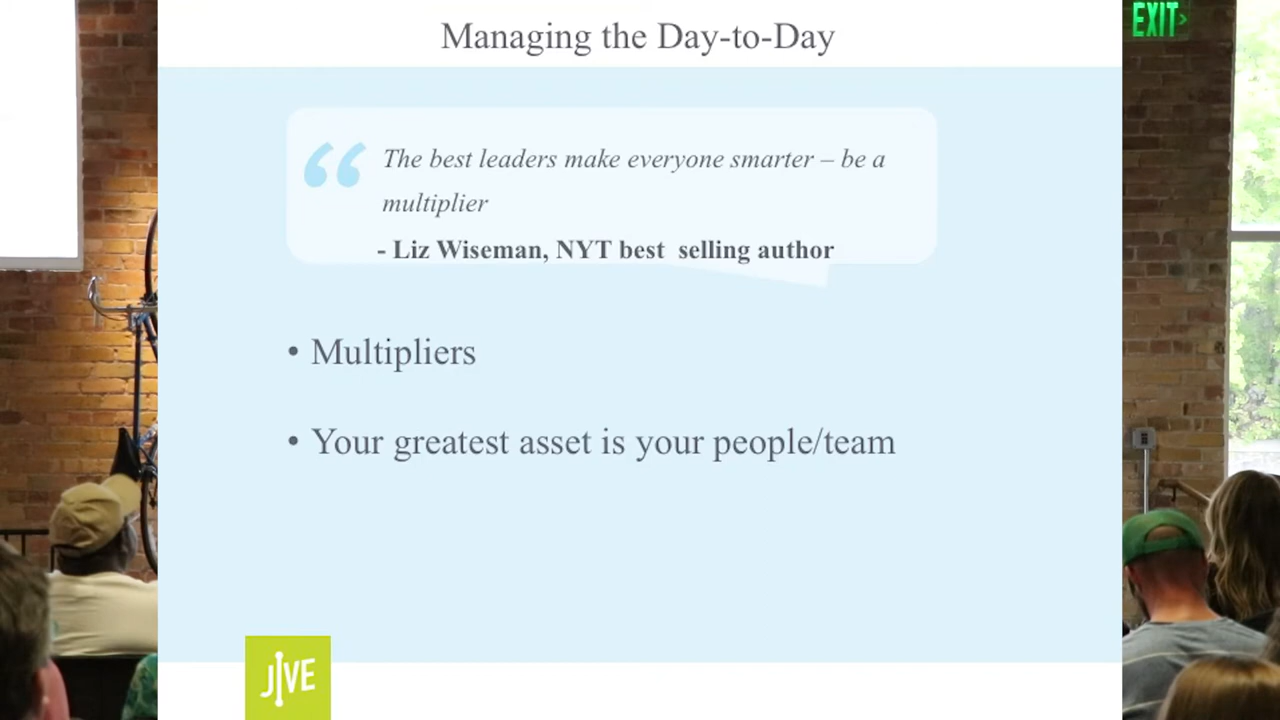 Managing the Day-to-Day
EXIT
“ The best leaders make everyone smarter – be a
multiplier
- Liz Wiseman, NYT best selling author
• Multipliers
• Your greatest asset is your people/team
JIVE